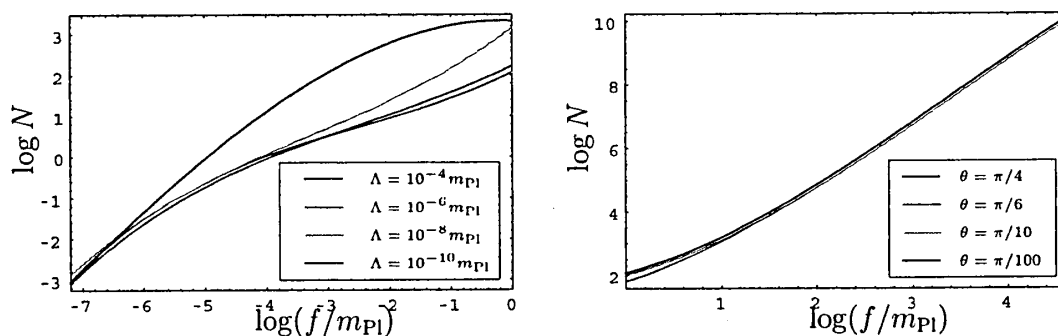 3
2
1
0
-1
-2
-3
-7
-6
-5
-4
-3
-2
-1
0
log N
log(f/m_Pl)
Λ = 10^-4 m_Pl
Λ = 10^-6 m_Pl
Λ = 10^-8 m_Pl
Λ = 10^-10 m_Pl
10
8
6
4
2
1
2
3
4
log N
log(f/m_Pl)
θ = π/4
θ = π/6
θ = π/10
θ = π/100